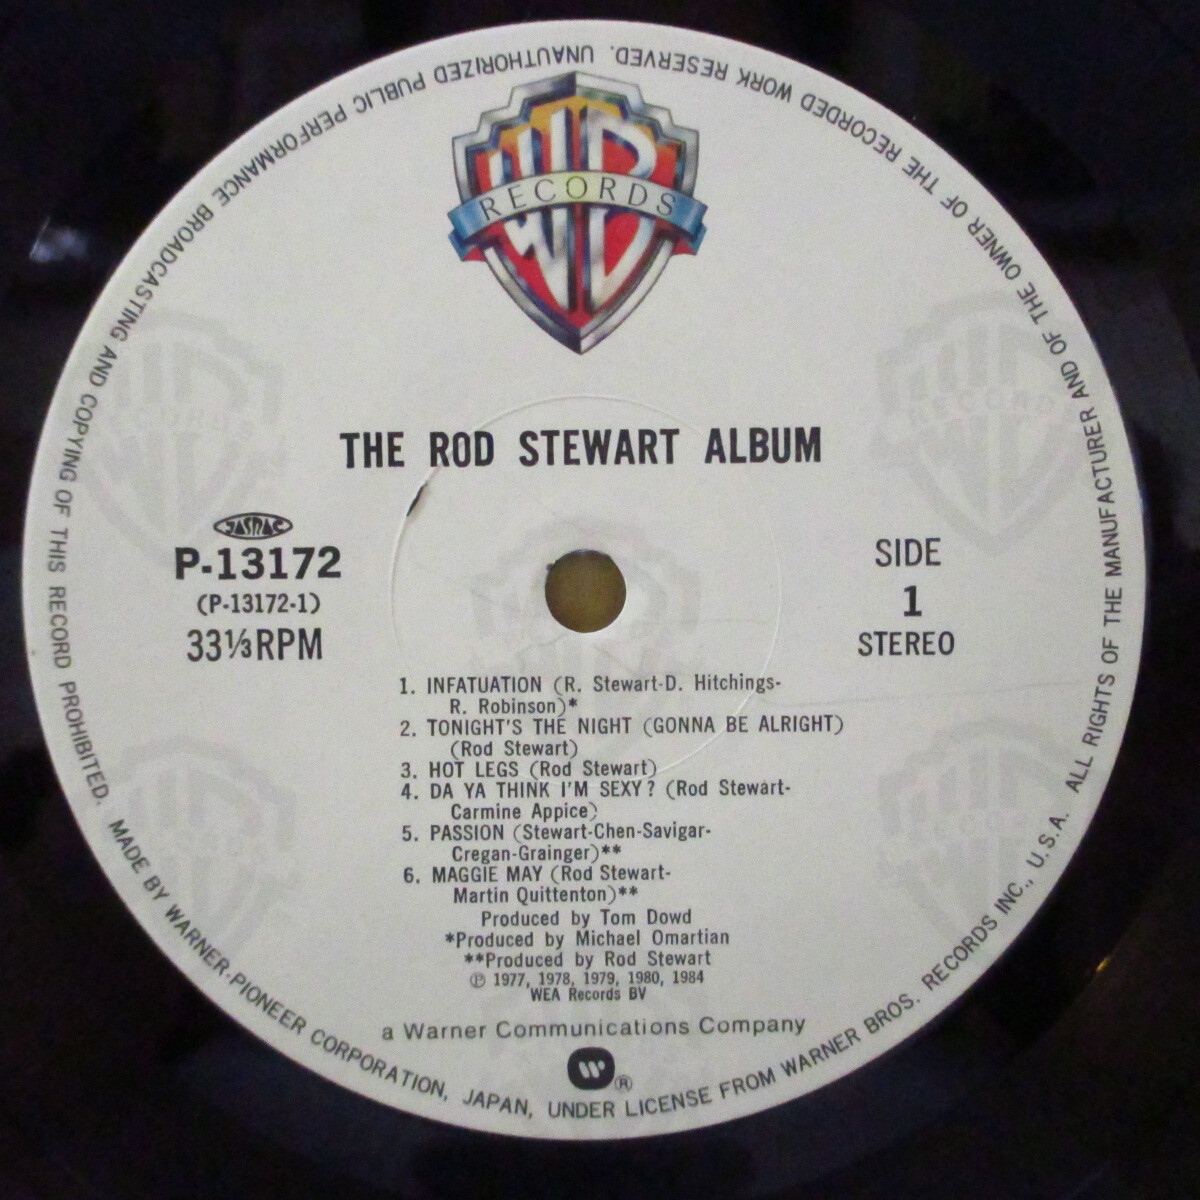 WB
RECORDS
THE ROD STEWART ALBUM
JASRAC
P-13172
(P-13172-1)
33⅓RPM
SIDE
1
STEREO
1. INFATUATION (R. Stewart-D. Hitchings-
R. Robinson)*
2. TONIGHT'S THE NIGHT (GONNA BE ALRIGHT)
(Rod Stewart)
3. HOT LEGS (Rod Stewart)
4. DA YA THINK I'M SEXY? (Rod Stewart-
Carmine Appice)
5. PASSION (Stewart-Chen-Savigar-
Cregan-Grainger)**
6. MAGGIE MAY (Rod Stewart-
Martin Quittenton)**
Produced by Tom Dowd
*Produced by Michael Omartian
**Produced by Rod Stewart
℗ 1977, 1978, 1979, 1980, 1984
WEA Records BV
a Warner Communications Company
W®
MADE BY WARNER-PIONEER CORPORATION, JAPAN, UNDER LICENSE FROM WARNER BROS. RECORDS INC., U.S.A. ALL RIGHTS OF THE MANUFACTURER AND OF THE OWNER OF THE RECORDED WORK RESERVED. UNAUTHORIZED PUBLIC PERFORMANCE BROADCASTING AND COPYING OF THIS RECORD PROHIBITED.